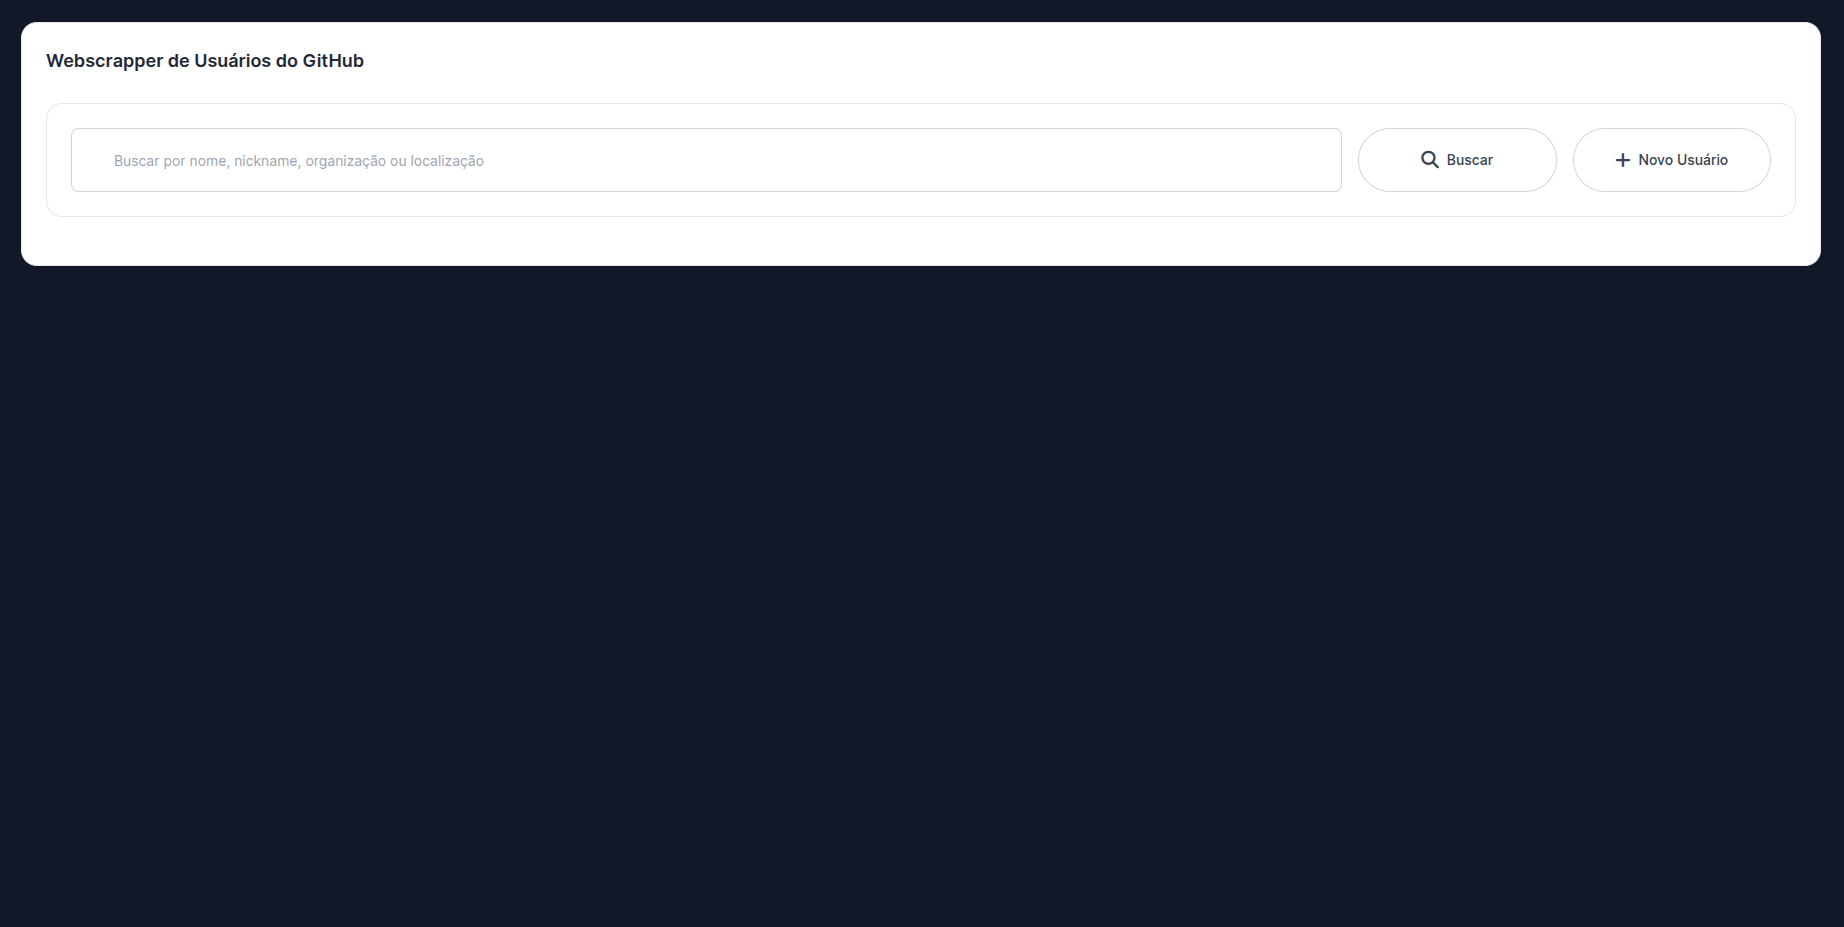 Webscrapper de Usuários do GitHub
Buscar por nome, nickname, organização ou localização
Buscar
Novo Usuário